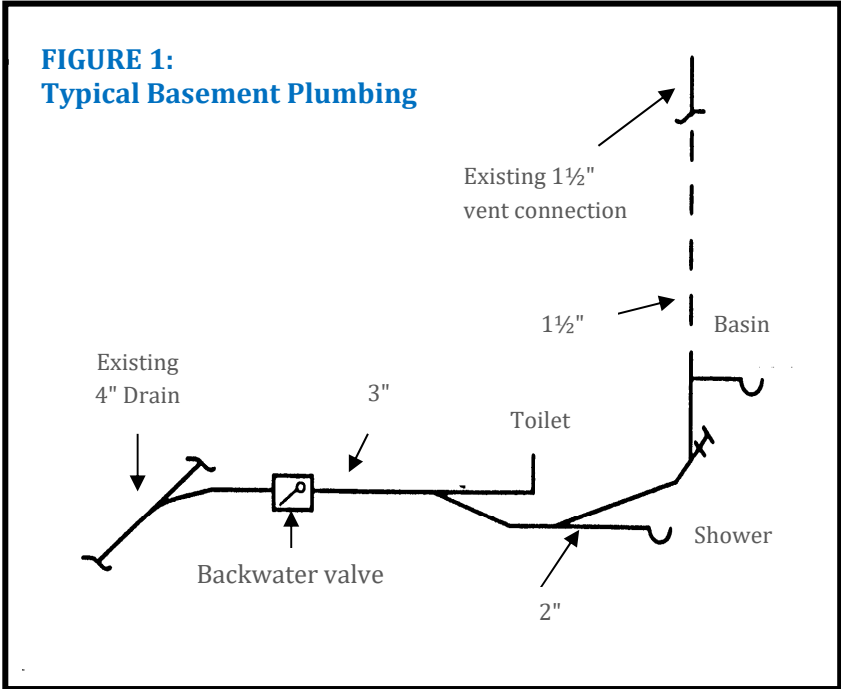 FIGURE 1:
Typical Basement Plumbing
Existing 1½"
vent connection
1½"
Basin
Existing
4" Drain
3"
Toilet
Shower
Backwater valve
2"